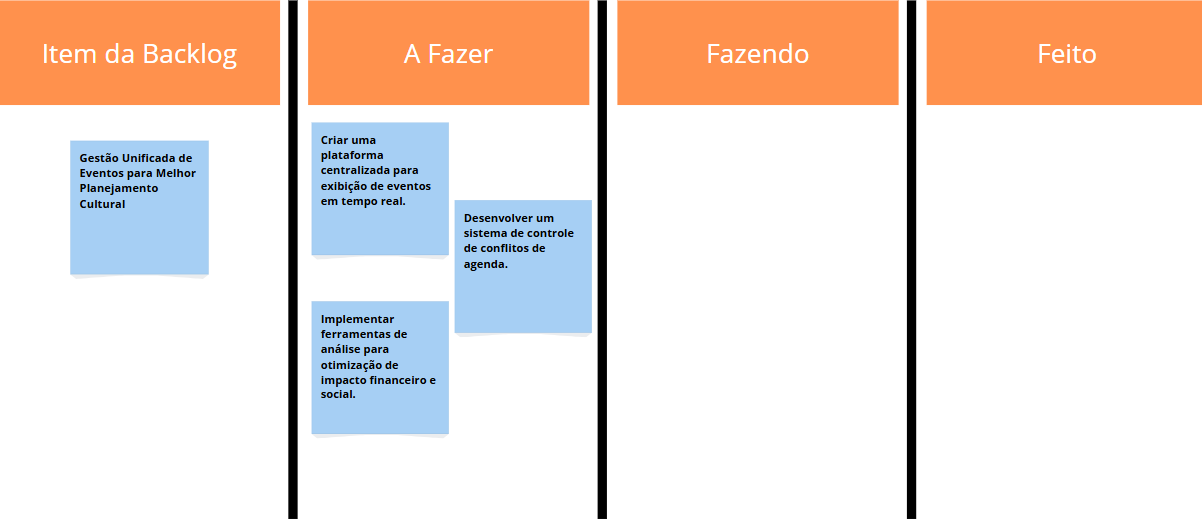 Item da Backlog
A Fazer
Fazendo
Feito
Gestão Unificada de
Eventos para Melhor
Planejamento
Cultural
Criar uma
plataforma
centralizada para
exibição de eventos
em tempo real.
Desenvolver um
sistema de controle
de conflitos de
agenda.
Implementar
ferramentas de
análise para
otimização de
impacto financeiro e
social.